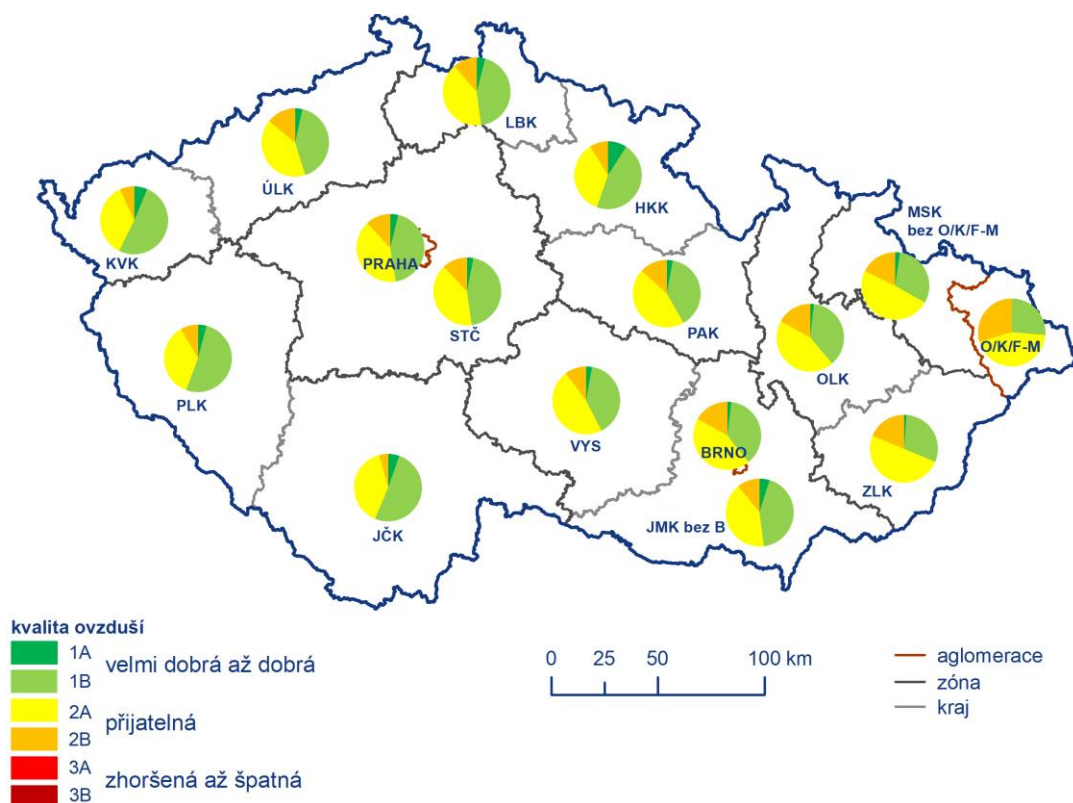 LBK
ÚLK
HKK
MSK
bez O/K/F-M
KVK
PRAHA
STČ
PAK
O/K/F-M
OLK
PLK
VYS
BRNO
ZLK
JČK
JMK bez B
kvalita ovzduší
1A
velmi dobrá až dobrá
1B
2A
přijatelná
2B
3A
zhoršená až špatná
3B
0 25 50 100 km
aglomerace
zóna
kraj